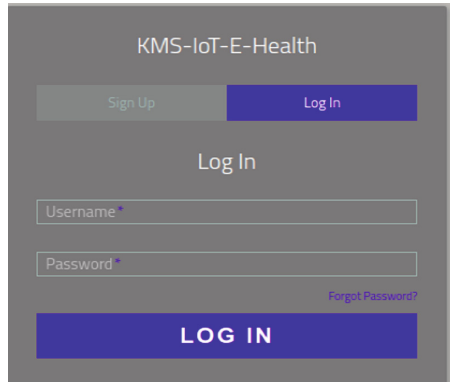 KMS-IoT-E-Health
Sign Up Log In
Log In
Username*
Password*
Forgot Password?
LOG IN